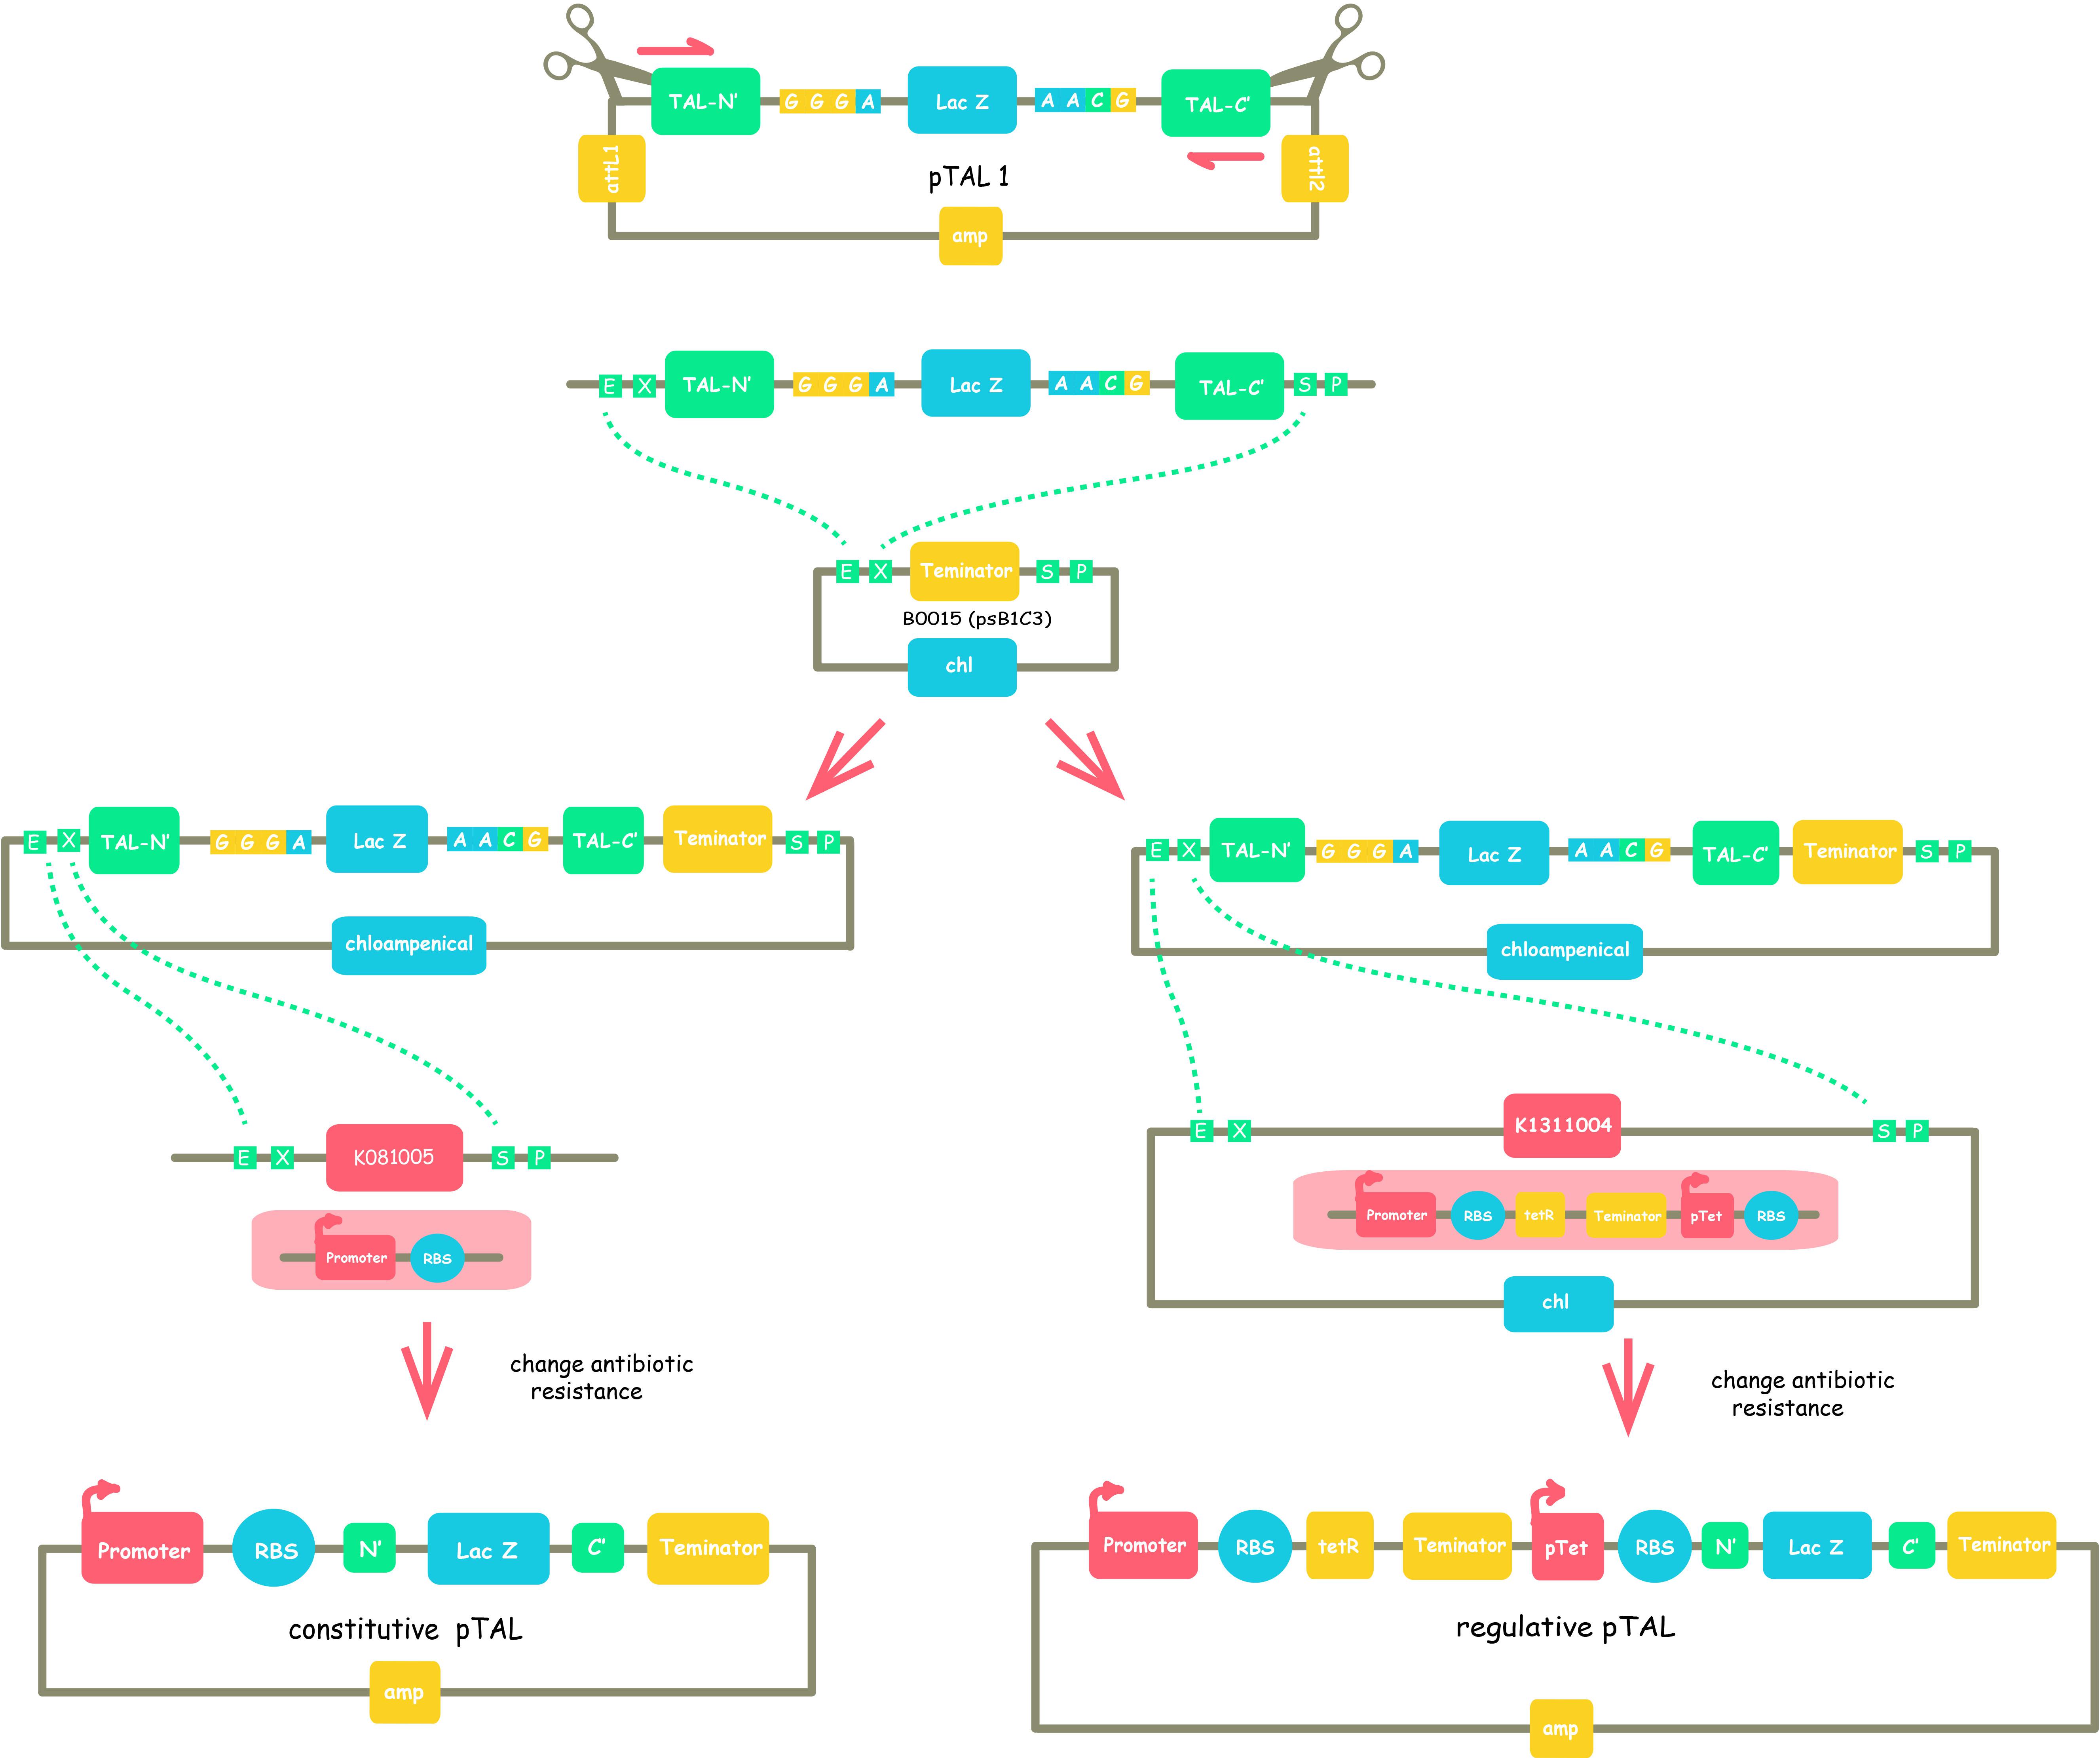 TAL-N' G G G A Lac Z A A C G TAL-C'
attL1 attl2
pTAL 1
amp
E X TAL-N' G G G A Lac Z A A C G TAL-C' S P
E X Teminator S P
B0015 (psB1C3)
chl
E X TAL-N' G G G A Lac Z A A C G TAL-C' Teminator S P
chloampenical
E X TAL-N' G G G A Lac Z A A C G TAL-C' Teminator S P
chloampenical
E X K081005 S P
Promoter RBS
change antibiotic
resistance
E X K1311004 S P
Promoter RBS tetR Teminator pTet RBS
chl
change antibiotic
resistance
Promoter RBS N' Lac Z C' Teminator
constitutive pTAL
amp
Promoter RBS tetR Teminator pTet RBS N' Lac Z C' Teminator
regulative pTAL
amp